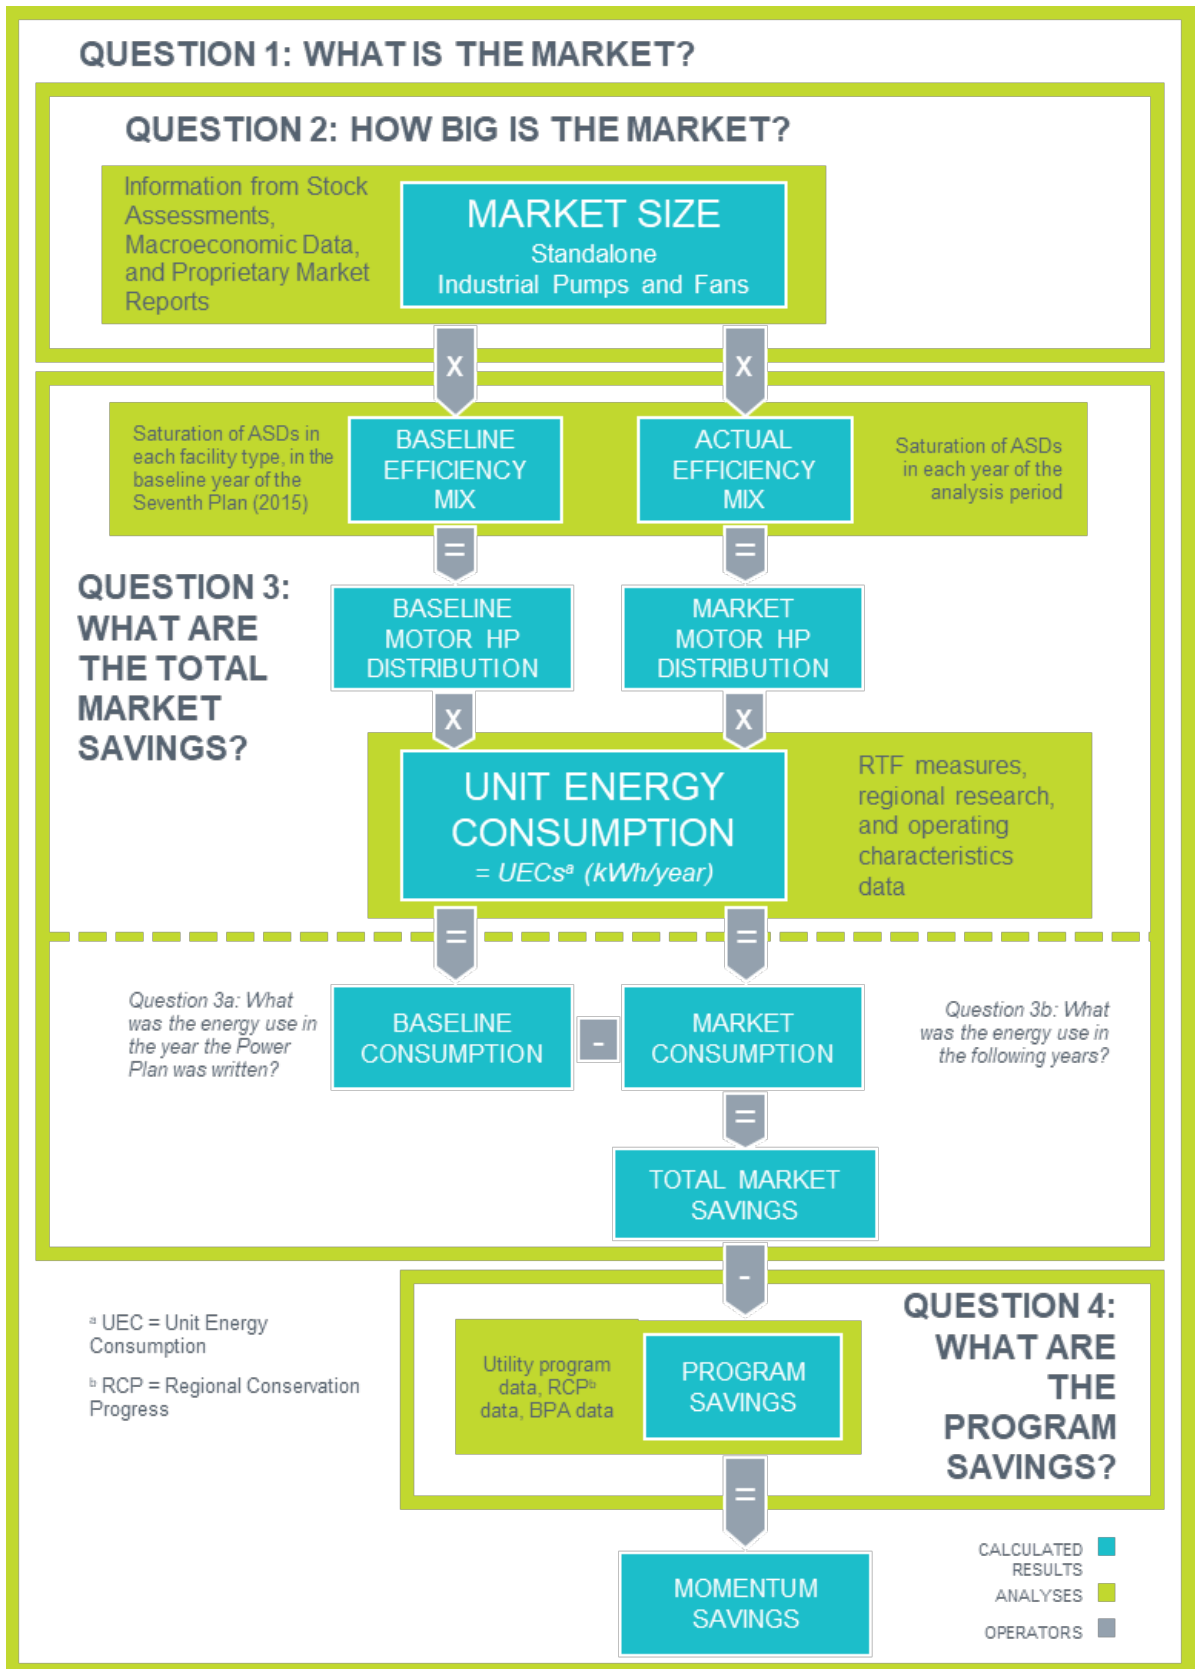 QUESTION 1: WHAT IS THE MARKET?
QUESTION 2: HOW BIG IS THE MARKET?
Information from Stock
Assessments,
Macroeconomic Data,
and Proprietary Market
Reports
MARKET SIZE
Standalone
Industrial Pumps and Fans
X
X
Saturation of ASDs in
each facility type, in the
baseline year of the
Seventh Plan (2015)
BASELINE
EFFICIENCY
MIX
ACTUAL
EFFICIENCY
MIX
Saturation of ASDs
in each year of the
analysis period
=
=
QUESTION 3:
WHAT ARE
THE TOTAL
MARKET
SAVINGS?
BASELINE
MOTOR HP
DISTRIBUTION
MARKET
MOTOR HP
DISTRIBUTION
X
X
UNIT ENERGY
CONSUMPTION
= UECsᵃ (kWh/year)
RTF measures,
regional research,
and operating
characteristics
data
=
=
Question 3a: What
was the energy use in
the year the Power
Plan was written?
BASELINE
CONSUMPTION
-
MARKET
CONSUMPTION
Question 3b: What
was the energy use in
the following years?
=
TOTAL MARKET
SAVINGS
-
ᵃ UEC = Unit Energy
Consumption
ᵇ RCP = Regional Conservation
Progress
Utility program
data, RCPᵇ
data, BPA data
PROGRAM
SAVINGS
QUESTION 4:
WHAT ARE
THE
PROGRAM
SAVINGS?
=
MOMENTUM
SAVINGS
CALCULATED
RESULTS
ANALYSES
OPERATORS